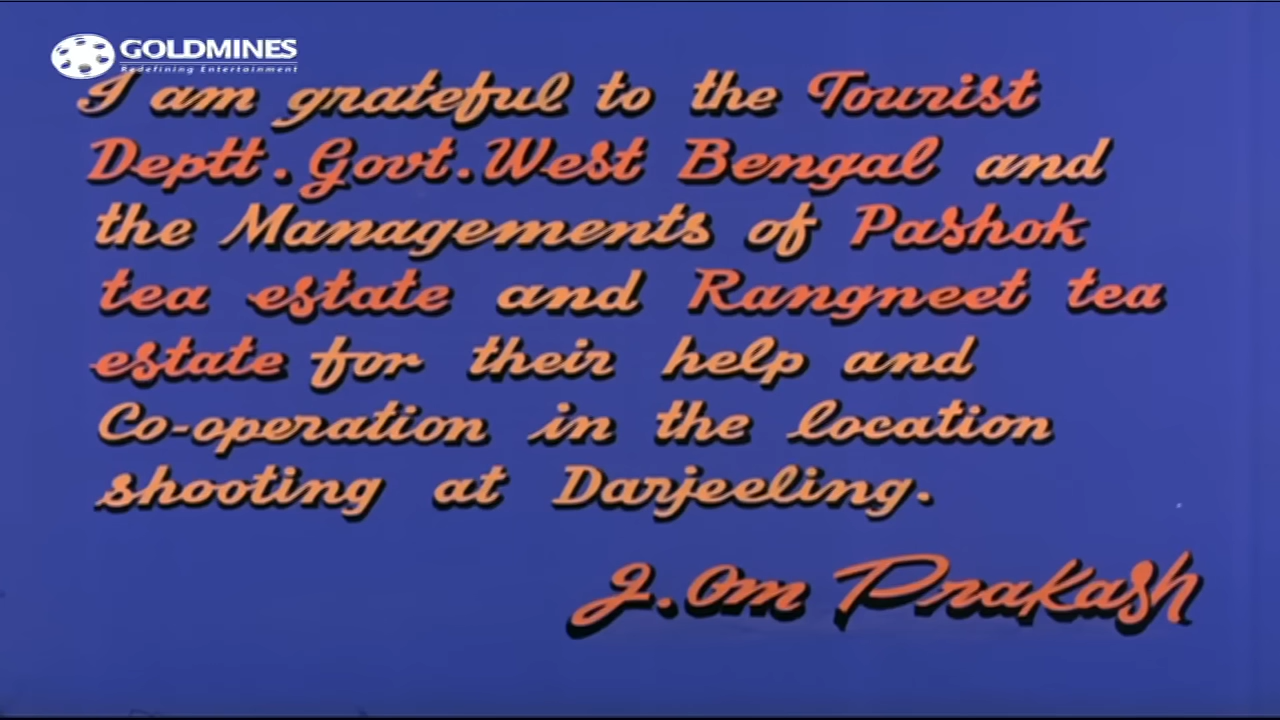 GOLDMINES
Redefining Entertainment
I am grateful to the Tourist
Deptt. Govt. West Bengal and
the Managements of Pashok
tea estate and Rangneet tea
estate for their help and
Co-operation in the location
shooting at Darjeeling.
J. Om Prakash